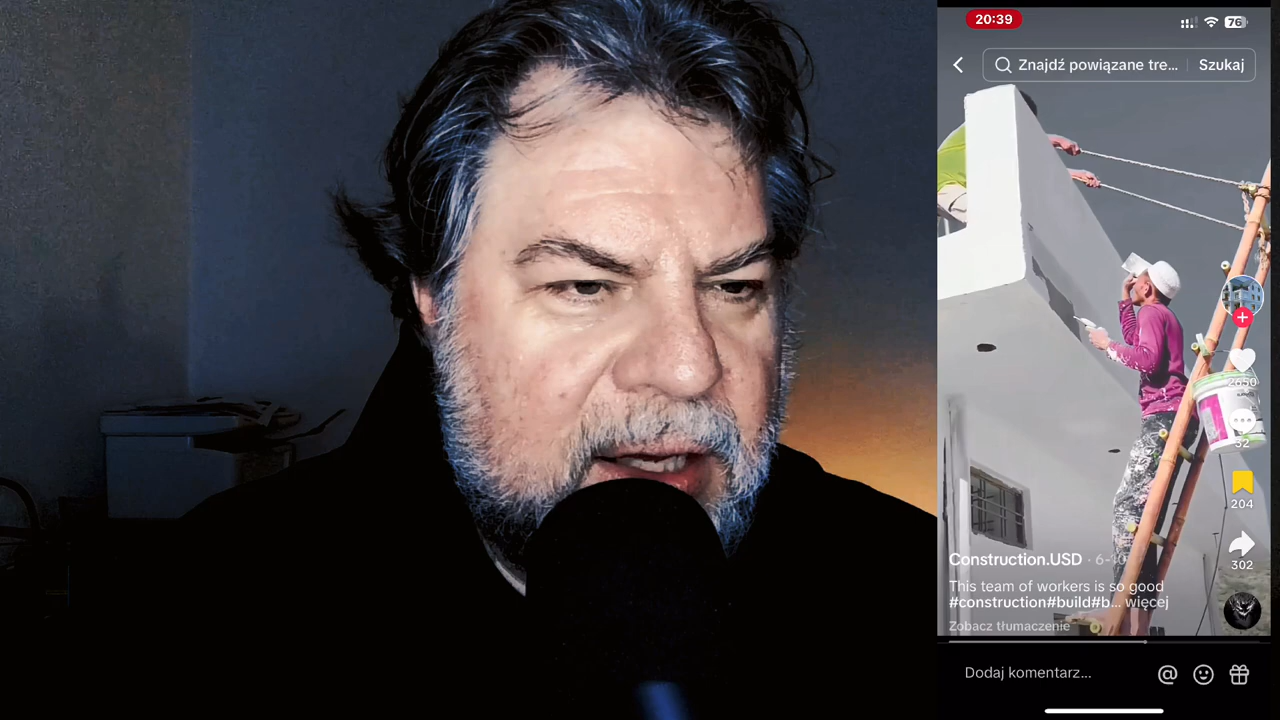 20:39
76
Znajdź powiązane tre...
Szukaj
2650
32
204
302
Construction.USD
This team of workers is so good
#construction#build#b... więcej
Zobacz tłumaczenie
Dodaj komentarz...
@